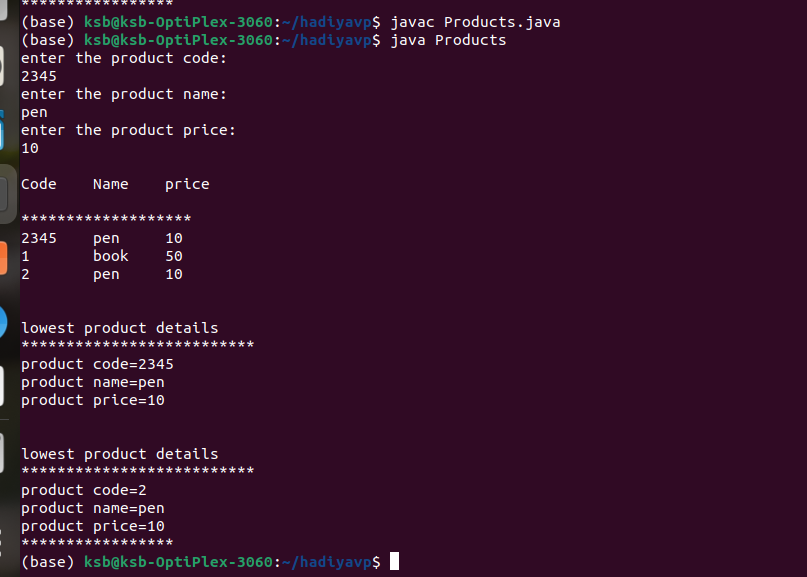 *****************
(base) ksb@ksb-OptiPlex-3060:~/hadiyavp$ javac Products.java
(base) ksb@ksb-OptiPlex-3060:~/hadiyavp$ java Products
enter the product code:
2345
enter the product name:
pen
enter the product price:
10
Code    Name    price
*******************
2345    pen     10
1       book    50
2       pen     10
lowest product details
**************************
product code=2345
product name=pen
product price=10
lowest product details
**************************
product code=2
product name=pen
product price=10
*****************
(base) ksb@ksb-OptiPlex-3060:~/hadiyavp$